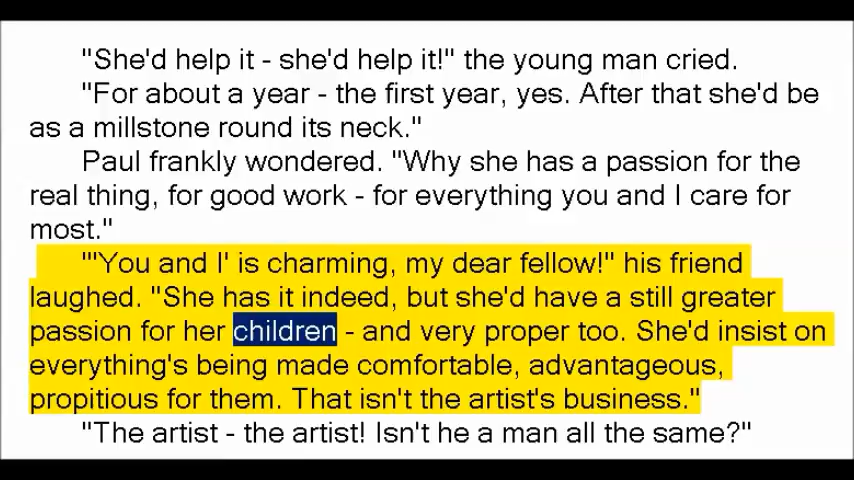 "She'd help it - she'd help it!" the young man cried.
"For about a year - the first year, yes. After that she'd be
as a millstone round its neck."
Paul frankly wondered. "Why she has a passion for the
real thing, for good work - for everything you and I care for
most."
"'You and I' is charming, my dear fellow!" his friend
laughed. "She has it indeed, but she'd have a still greater
passion for her children - and very proper too. She'd insist on
everything's being made comfortable, advantageous,
propitious for them. That isn't the artist's business."
"The artist - the artist! Isn't he a man all the same?"